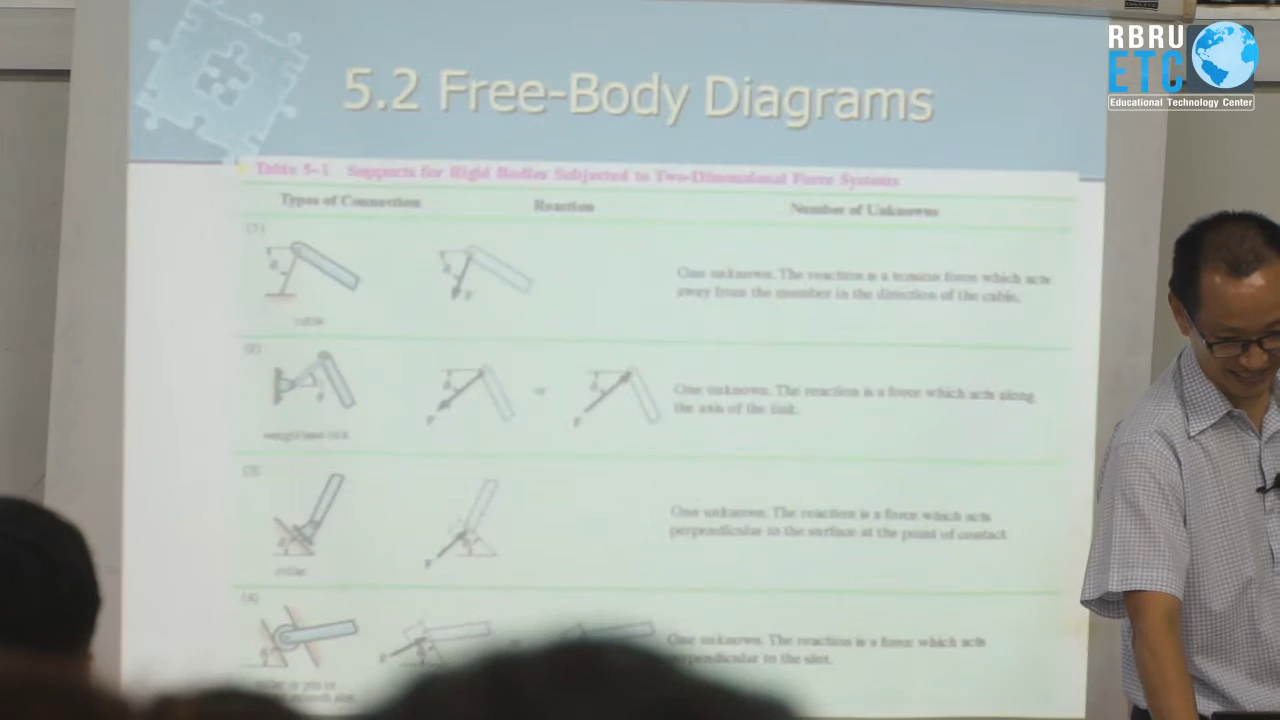 RBRU
ETC
Educational Technology Center
5.2 Free-Body Diagrams
Table 5-1 Supports for Rigid Bodies Subjected to Two-Dimensional Force Systems
Types of Connection Reaction Number of Unknowns
(1)
One unknown. The reaction is a tension force which acts
away from the member in the direction of the cable.
cable
(2)
One unknown. The reaction is a force which acts along
the axis of the link.
weightless link
(3)
One unknown. The reaction is a force which acts
perpendicular to the surface at the point of contact.
roller
(4)
One unknown. The reaction is a force which acts
perpendicular to the slot.